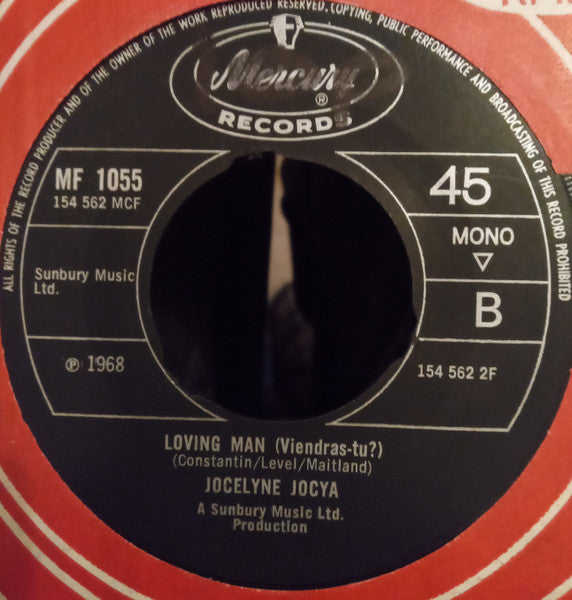 ALL RIGHTS OF THE RECORD PRODUCER AND OF THE OWNER OF THE WORK REPRODUCED RESERVED. COPYING, PUBLIC PERFORMANCE AND BROADCASTING OF THIS RECORD PROHIBITED
Mercury
®
RECORDS
MF 1055
154 562 MCF
45
MONO
Sunbury Music
Ltd.
B
℗ 1968
154 562 2F
LOVING MAN (Viendras-tu?)
(Constantin/Level/Maitland)
JOCELYNE JOCYA
A Sunbury Music Ltd.
Production